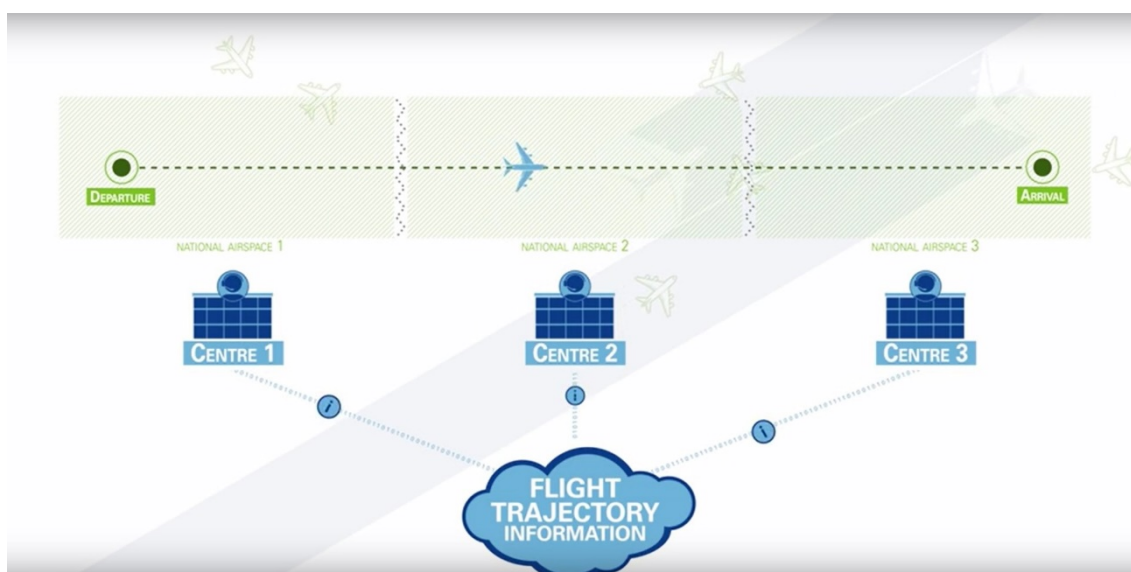 DEPARTURE
ARRIVAL
NATIONAL AIRSPACE 1
NATIONAL AIRSPACE 2
NATIONAL AIRSPACE 3
CENTRE 1
CENTRE 2
CENTRE 3
i
i
i
FLIGHT
TRAJECTORY
INFORMATION